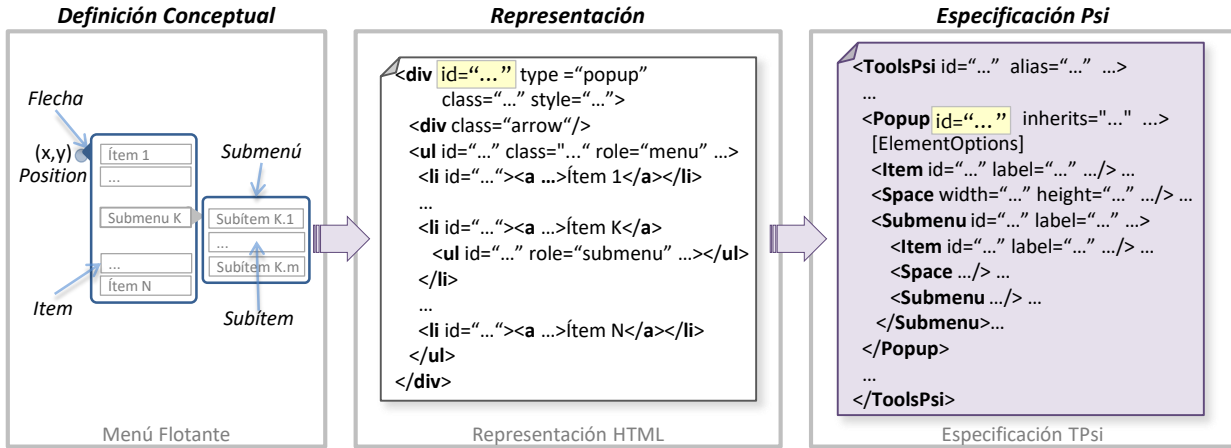 Definición Conceptual
Flecha
(x,y)
Position
Ítem 1
...
Submenu K
...
Ítem N
Item
Submenú
Subítem K.1
...
Subítem K.m
Subítem
Menú Flotante
Representación
<div id=“...” type =“popup”
class=“...” style=“...”>
<div class=“arrow“/>
<ul id=“...” class="...“ role=“menu” ...>
<li id=“...“><a ...>Ítem 1</a></li>
...
<li id=“...“><a ...>Ítem K</a>
<ul id=“...” role=“submenu” ...></ul>
</li>
...
<li id=“...“><a ...>Ítem N</a></li>
</ul>
</div>
Representación HTML
Especificación Psi
<ToolsPsi id=“...” alias=“...” ...>
...
<Popup id=“...” inherits="..." ...>
[ElementOptions]
<Item id=“...” label=“...” .../> ...
<Space width=“...” height=“...” .../> ...
<Submenu id=“...” label=“...” ...>
<Item id=“...” label=“...” .../> ...
<Space .../> ...
<Submenu .../> ...
</Submenu>...
</Popup>
...
</ToolsPsi>
Especificación TPsi